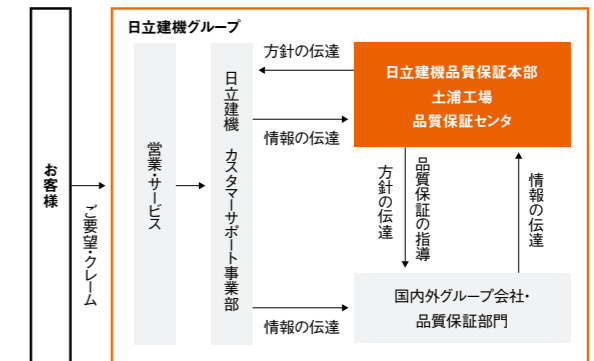 日立建機グループ
お客様
ご要望・クレーム
営業・サービス
日立建機 カスタマーサポート事業部
方針の伝達
情報の伝達
日立建機品質保証本部
土浦工場
品質保証センタ
方針の伝達
品質保証の指導
情報の伝達
情報の伝達
国内外グループ会社・
品質保証部門